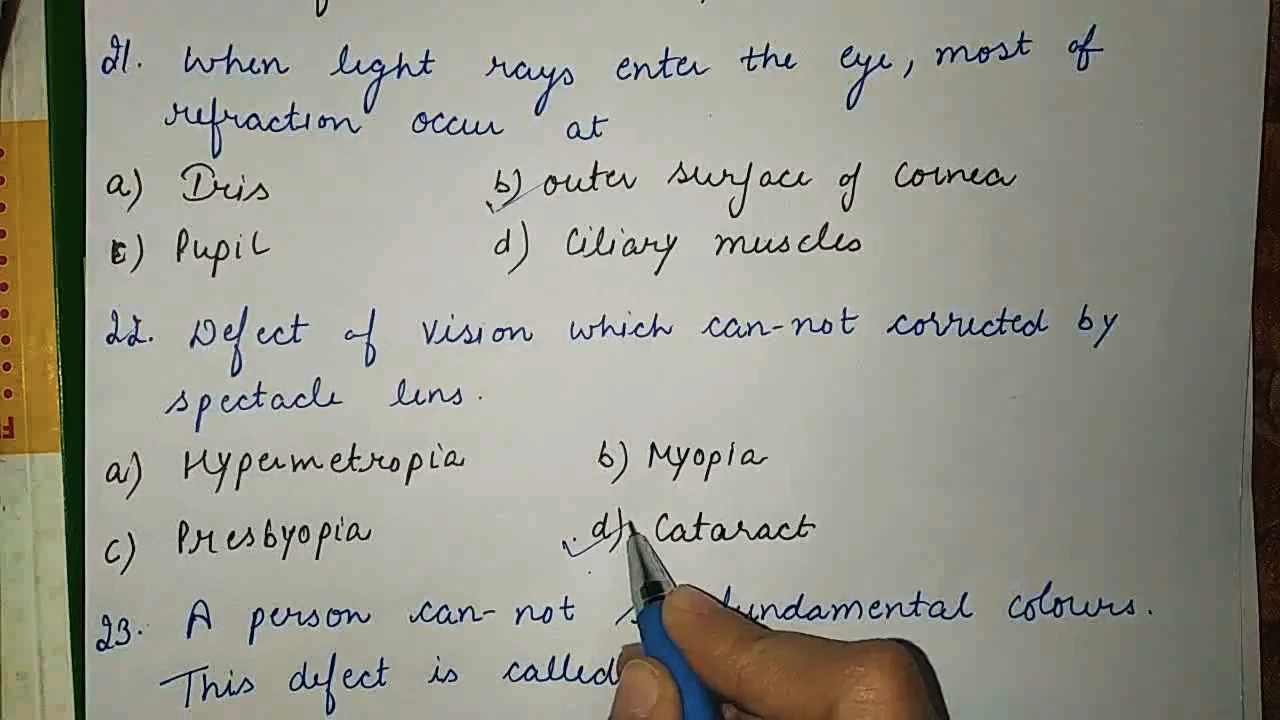 21. When light rays enter the eye, most of
refraction occur at
a) Iris b) outer surface of Cornea
c) Pupil d) Ciliary muscles
22. Defect of vision which can-not corrected by
spectacle lens.
a) Hypermetropia b) Myopia
c) Presbyopia d) Cataract
23. A person can-not fundamental colours.
This defect is called